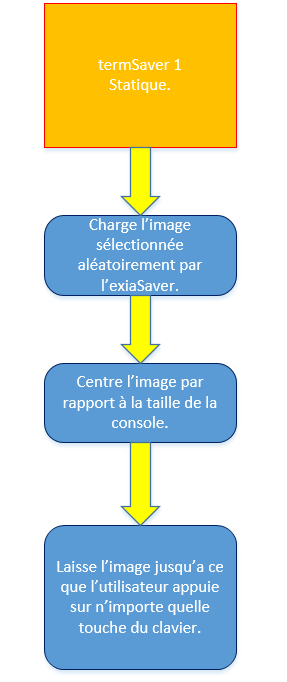 termSaver 1
Statique.
Charge l’image
sélectionnée
aléatoirement par
l’exiaSaver.
Centre l’image par
rapport à la taille de la
console.
Laisse l’image jusqu’a ce
que l’utilisateur appuie
sur n’importe quelle
touche du clavier.